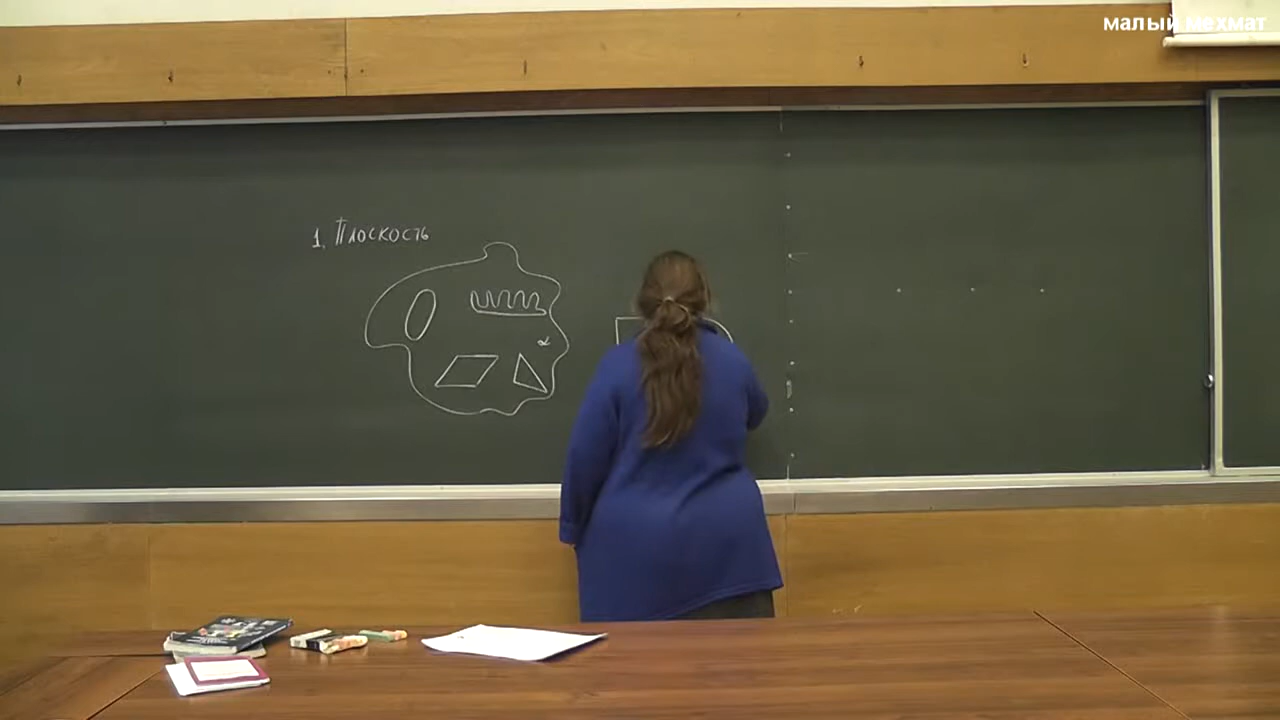 малый мехмат
1. Плоскость
α